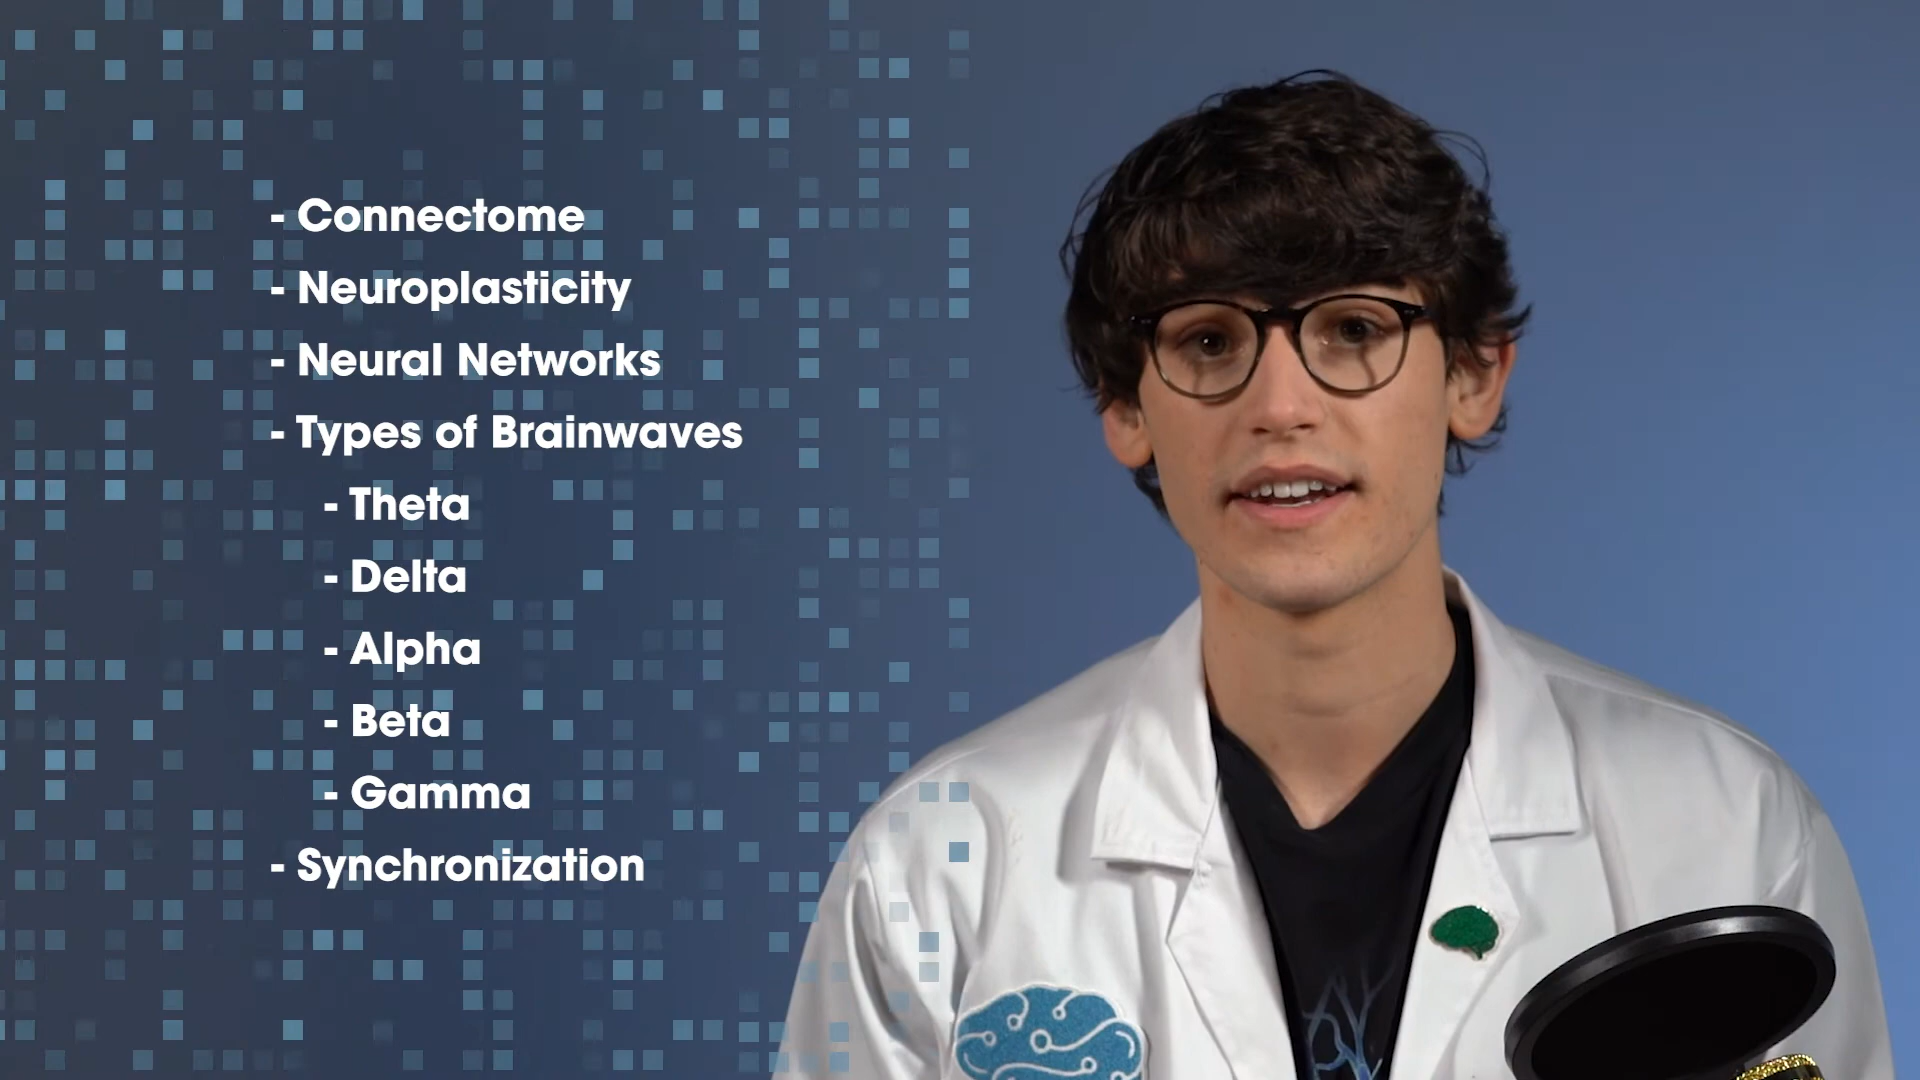 - Connectome
- Neuroplasticity
- Neural Networks
- Types of Brainwaves
- Theta
- Delta
- Alpha
- Beta
- Gamma
- Synchronization